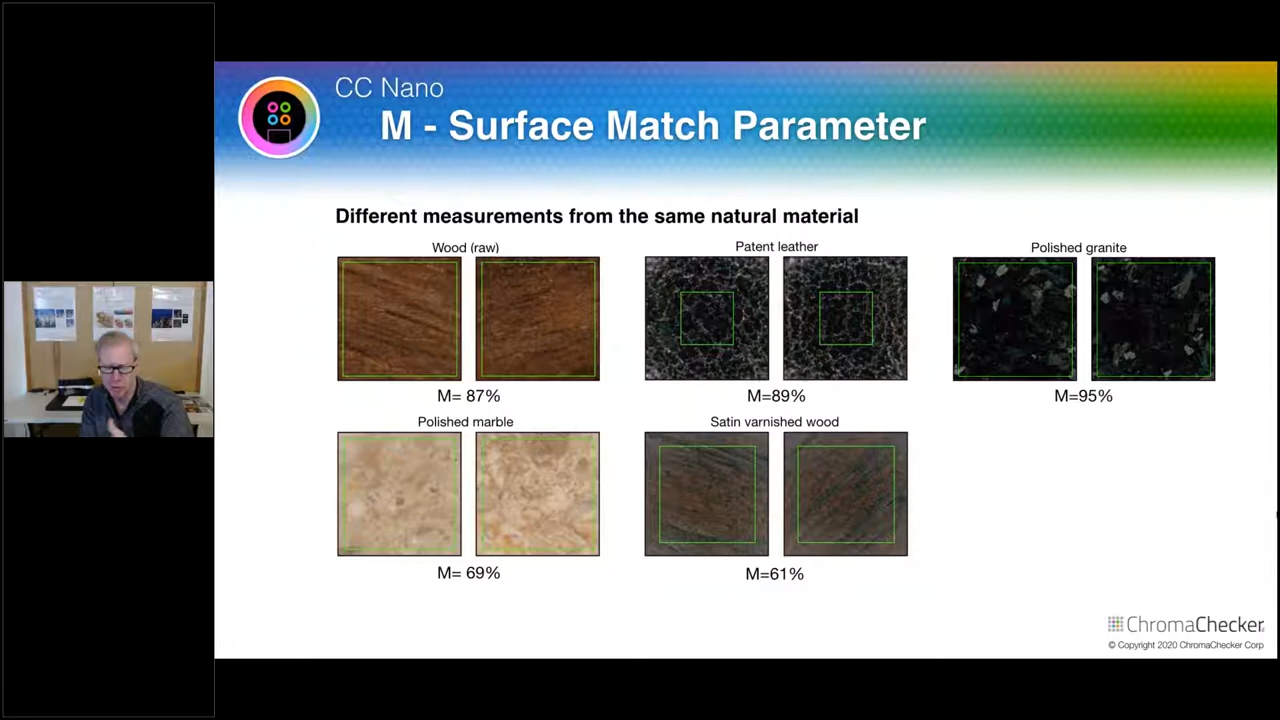 CC Nano
M - Surface Match Parameter
Different measurements from the same natural material
Wood (raw)
Patent leather
Polished granite
M= 87%
M=89%
M=95%
Polished marble
Satin varnished wood
M= 69%
M=61%
ChromaChecker
© Copyright 2020 ChromaChecker Corp